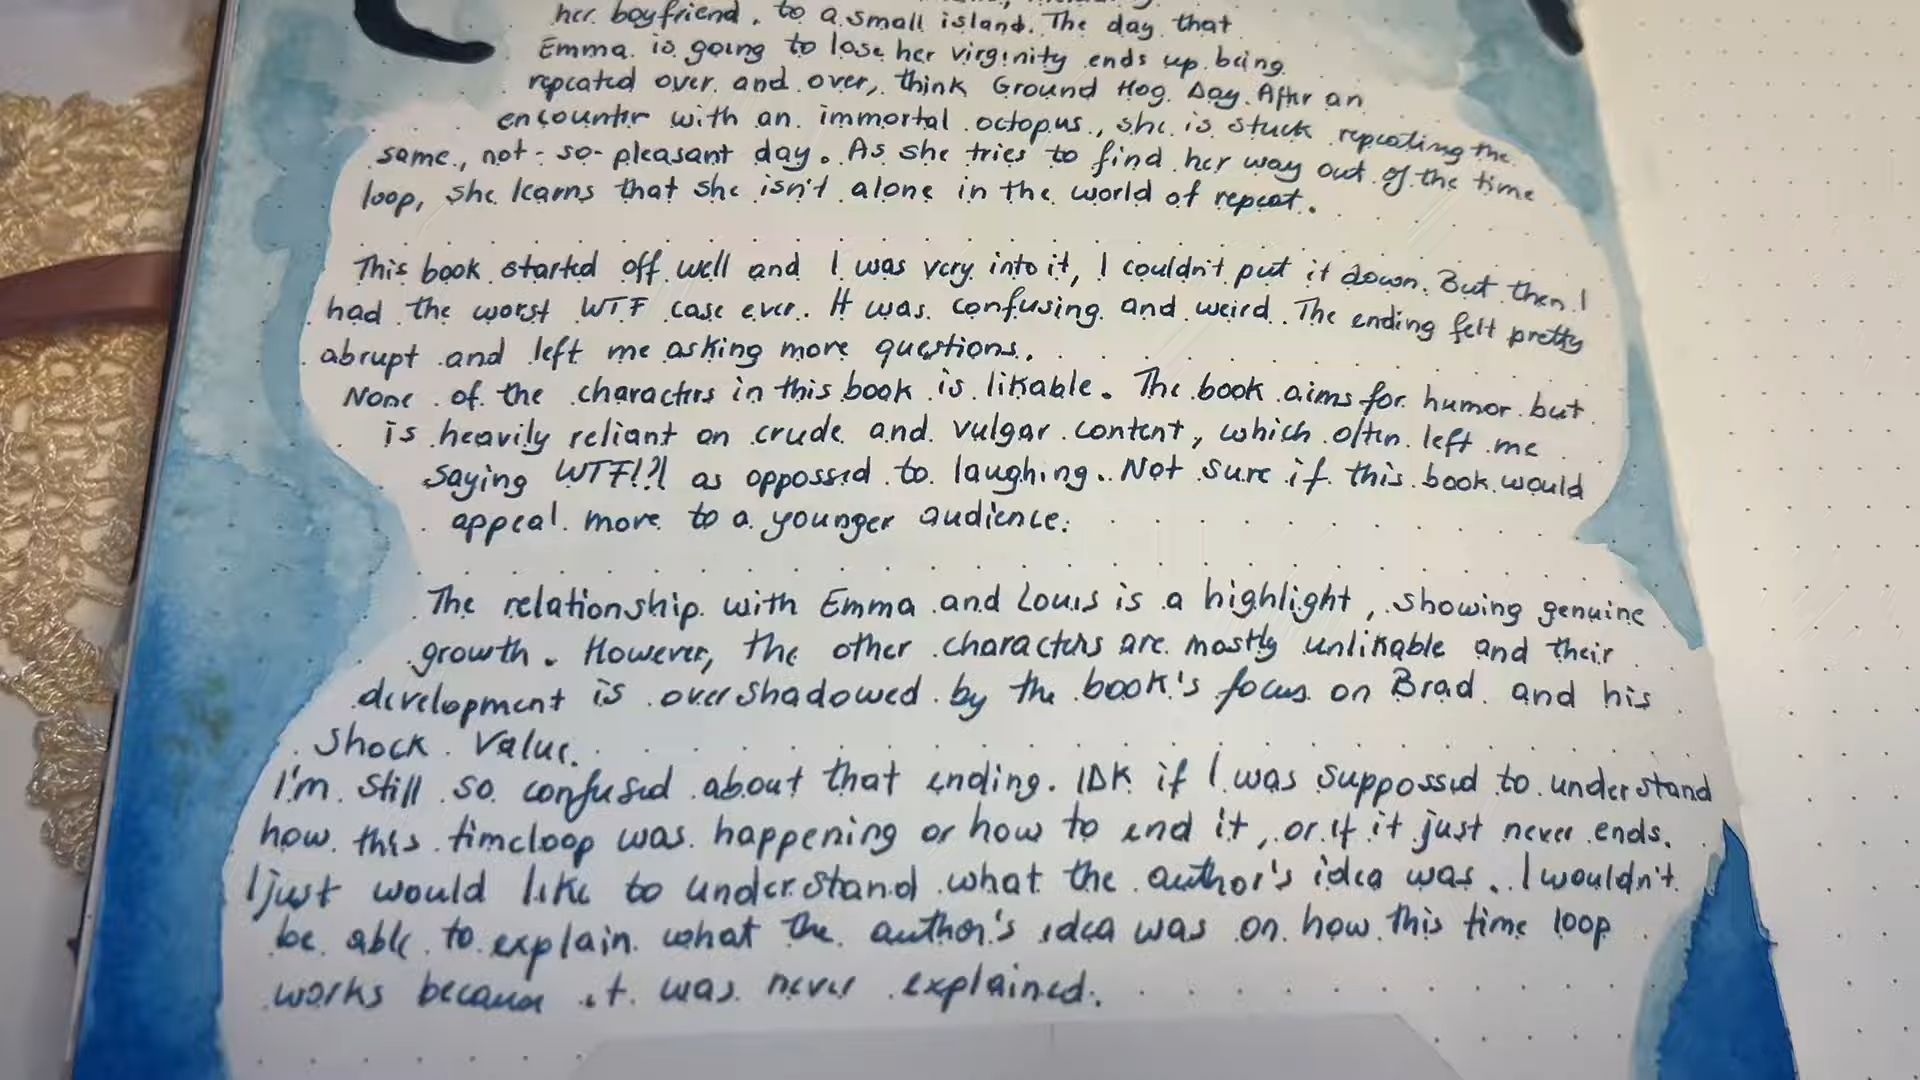 her boyfriend, to a small island. The day that
Emma is going to lose her virginity ends up being
repeated over and over, think Ground Hog Day. After an
encounter with an immortal octopus, she is stuck repeating the
same, not-so-pleasant day. As she tries to find her way out of the time
loop, she learns that she isn't alone in the world of repeat.
This book started off well and I was very into it, I couldn't put it down. But then I
had the worst WTF case ever. It was confusing and weird. The ending felt pretty
abrupt and left me asking more questions.
None of the characters in this book is likable. The book aims for humor but
is heavily reliant on crude and vulgar content, which often left me
saying WTF!?! as oppossed to laughing. Not sure if this book would
appeal more to a younger audience.
The relationship with Emma and Louis is a highlight, showing genuine
growth. However, the other characters are mostly unlikable and their
development is overshadowed by the book's focus on Brad and his
shock value.
I'm still so confused about that ending. IDK if I was suppossed to understand
how this timeloop was happening or how to end it, or if it just never ends.
I just would like to understand what the author's idea was. I wouldn't
be able to explain what the author's idea was on how this time loop
works because it was never explained.